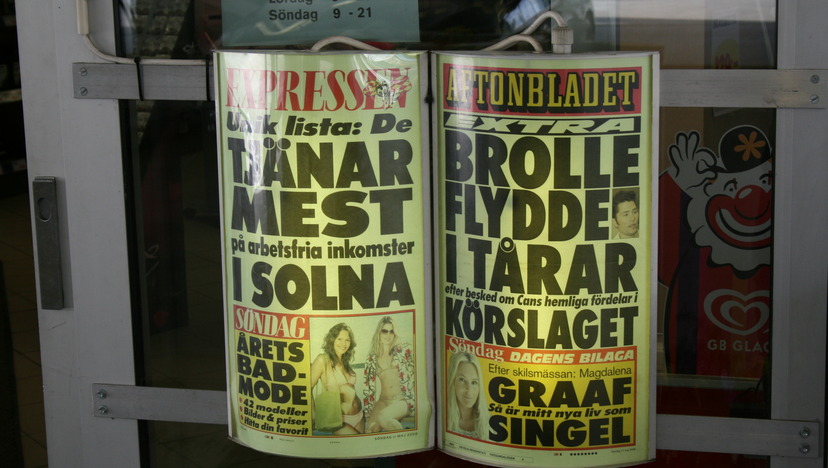 Söndag 9 - 21
EXPRESSEN
Unik lista: De
TJÄNAR
MEST
på arbetsfria inkomster
I SOLNA
SÖNDAG
ÅRETS
BAD-
MODE
• 42 modeller
• Bilder & priser
• Hitta din favorit
AFTONBLADET
EXTRA
BROLLE
FLYDDE
I TÅRAR
efter besked om Cans hemliga fördelar i
KÖRSLAGET
Söndag DAGENS BILAGA
Efter skilsmässan: Magdalena
GRAAF
Så är mitt nya liv som
SINGEL
GB GLAC